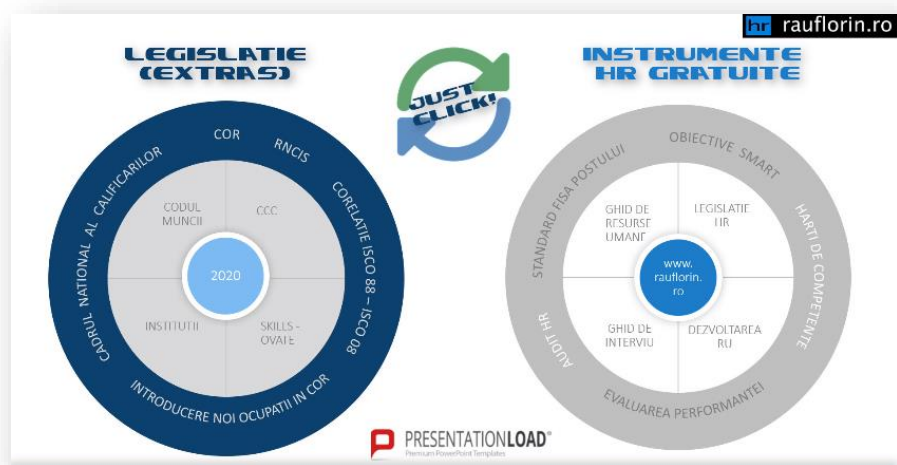 hr rauflorin.ro
LEGISLATIE
(EXTRAS)
JUST
CLICK!
INSTRUMENTE
HR GRATUITE
CADRUL NATIONAL AL CALIFICARILOR
COR
RNCIS
CORELATIE ISCO 88 – ISCO 08
INTRODUCERE NOI OCUPATII IN COR
CODUL
MUNCII
CCC
2020
INSTITUTII
SKILLS -
OVATE
STANDARD FISA POSTULUI
OBIECTIVE SMART
HARTI DE COMPETENTE
EVALUAREA PERFORMANTEI
AUDIT HR
GHID DE
RESURSE
UMANE
LEGISLATIE
HR
www.
rauflorin.
ro
GHID DE
INTERVIU
DEZVOLTAREA
RU
PRESENTATIONLOAD®
Premium PowerPoint Templates